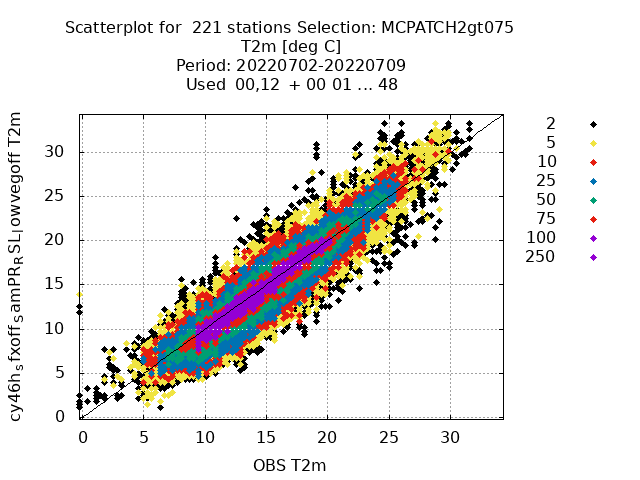 Scatterplot for 221 stations Selection: MCPATCH2gt075
T2m [deg C]
Period: 20220702-20220709
Used 00,12 + 00 01 ... 48
cy46h_sfxoff_SamPR_RSL_lowvegoff T2m
30
25
20
15
10
5
0
0 5 10 15 20 25 30
OBS T2m
2
5
10
25
50
75
100
250